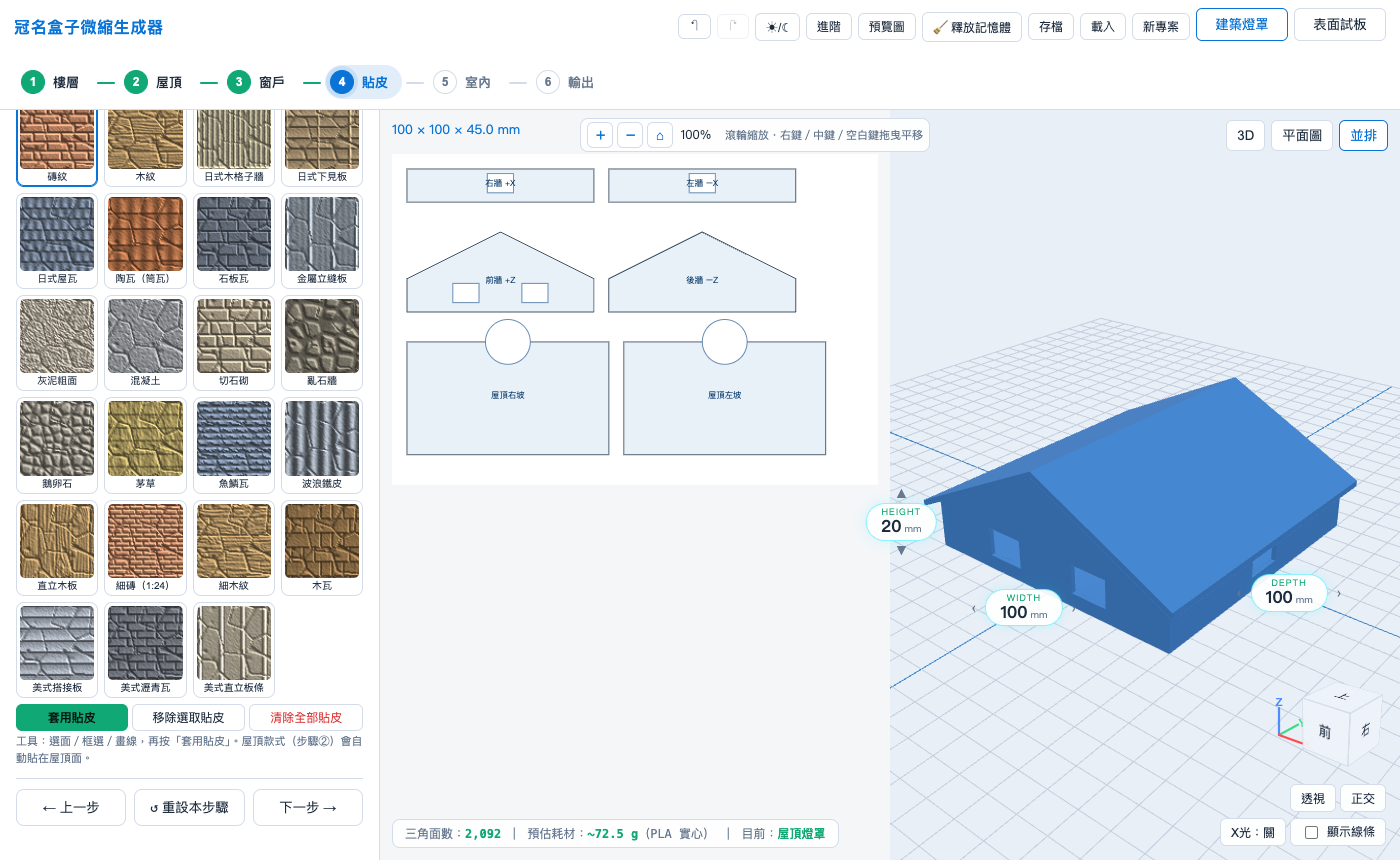 冠名盒子微縮生成器
↰ ↱ ☀/☾ 進階 預覽圖 🧹 釋放記憶體 存檔 載入 新專案 建築燈罩 表面試板
1 樓層 2 屋頂 3 窗戶 4 貼皮 5 室內 6 輸出
磚紋 木紋 日式木格子牆 日式下見板
日式屋瓦 陶瓦（筒瓦） 石板瓦 金屬立縫板
灰泥粗面 混凝土 切石砌 亂石牆
鵝卵石 茅草 魚鱗瓦 波浪鐵皮
直立木板 細磚（1:24） 細木紋 木瓦
美式搭接板 美式瀝青瓦 美式直立板條
套用貼皮 移除選取貼皮 清除全部貼皮
工具：選面 / 框選 / 畫線，再按「套用貼皮」。屋頂款式（步驟②）會自
動貼在屋頂面。
← 上一步 ↺ 重設本步驟 下一步 →
100 × 100 × 45.0 mm
+ − ⌂ 100% 滾輪縮放 · 右鍵 / 中鍵 / 空白鍵拖曳平移
右牆 +X 左牆 −X
前牆 +Z 後牆 −Z
屋頂右坡 屋頂左坡
三角面數：2,092 | 預估耗材：~72.5 g (PLA 實心) | 目前：屋頂燈罩
3D 平面圖 並排
HEIGHT
20 mm
WIDTH
100 mm
DEPTH
100 mm
Z
上
前 右
透視 正交
X光：關 顯示線條